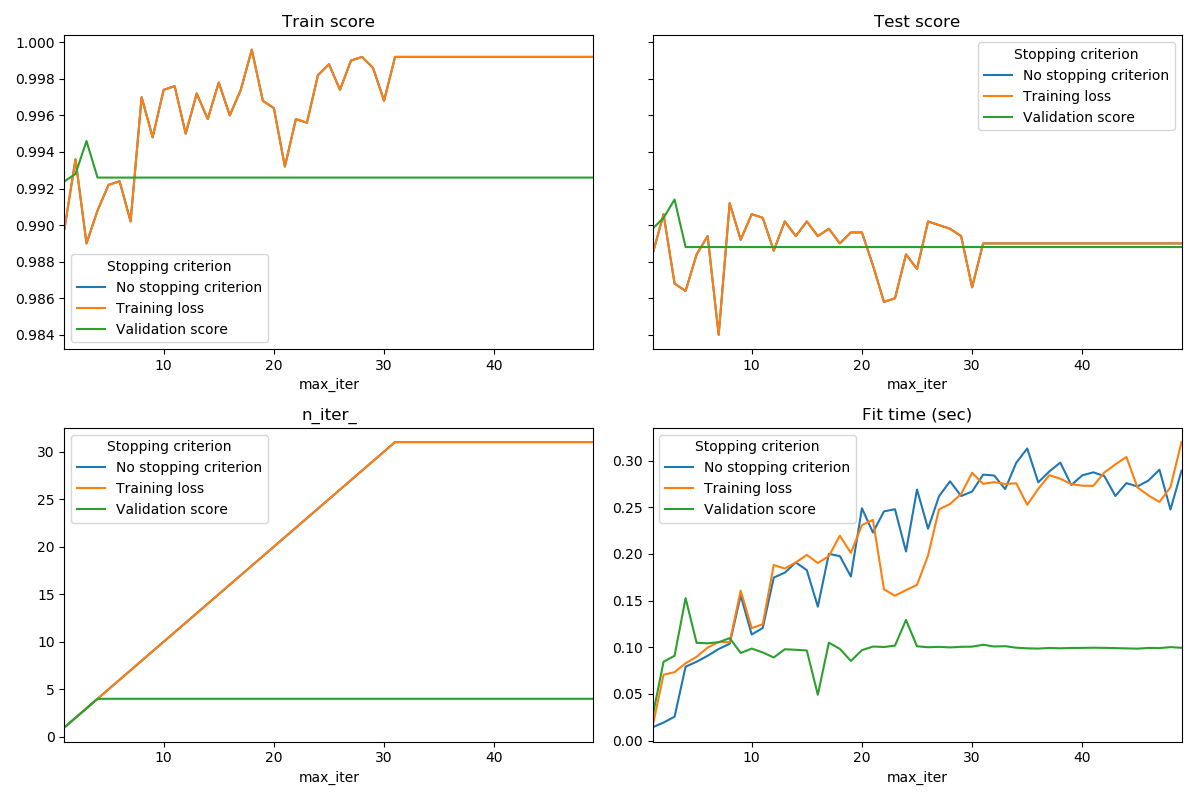 Train score
1.000
0.998
0.996
0.994
0.992
0.990
0.988
0.986
0.984
Stopping criterion
No stopping criterion
Training loss
Validation score
10
20
30
40
max_iter
Test score
Stopping criterion
No stopping criterion
Training loss
Validation score
10
20
30
40
max_iter
n_iter_
30
25
20
15
10
5
0
Stopping criterion
No stopping criterion
Training loss
Validation score
10
20
30
40
max_iter
Fit time (sec)
0.30
0.25
0.20
0.15
0.10
0.05
0.00
Stopping criterion
No stopping criterion
Training loss
Validation score
10
20
30
40
max_iter